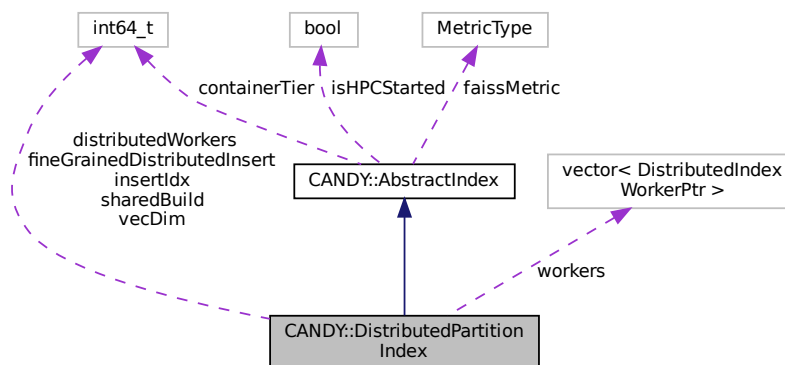 int64_t
bool
MetricType
containerTier
isHPCStarted
faissMetric
distributedWorkers
fineGrainedDistributedInsert
insertIdx
sharedBuild
vecDim
CANDY::AbstractIndex
vector< DistributedIndex
WorkerPtr >
workers
CANDY::DistributedPartition
Index